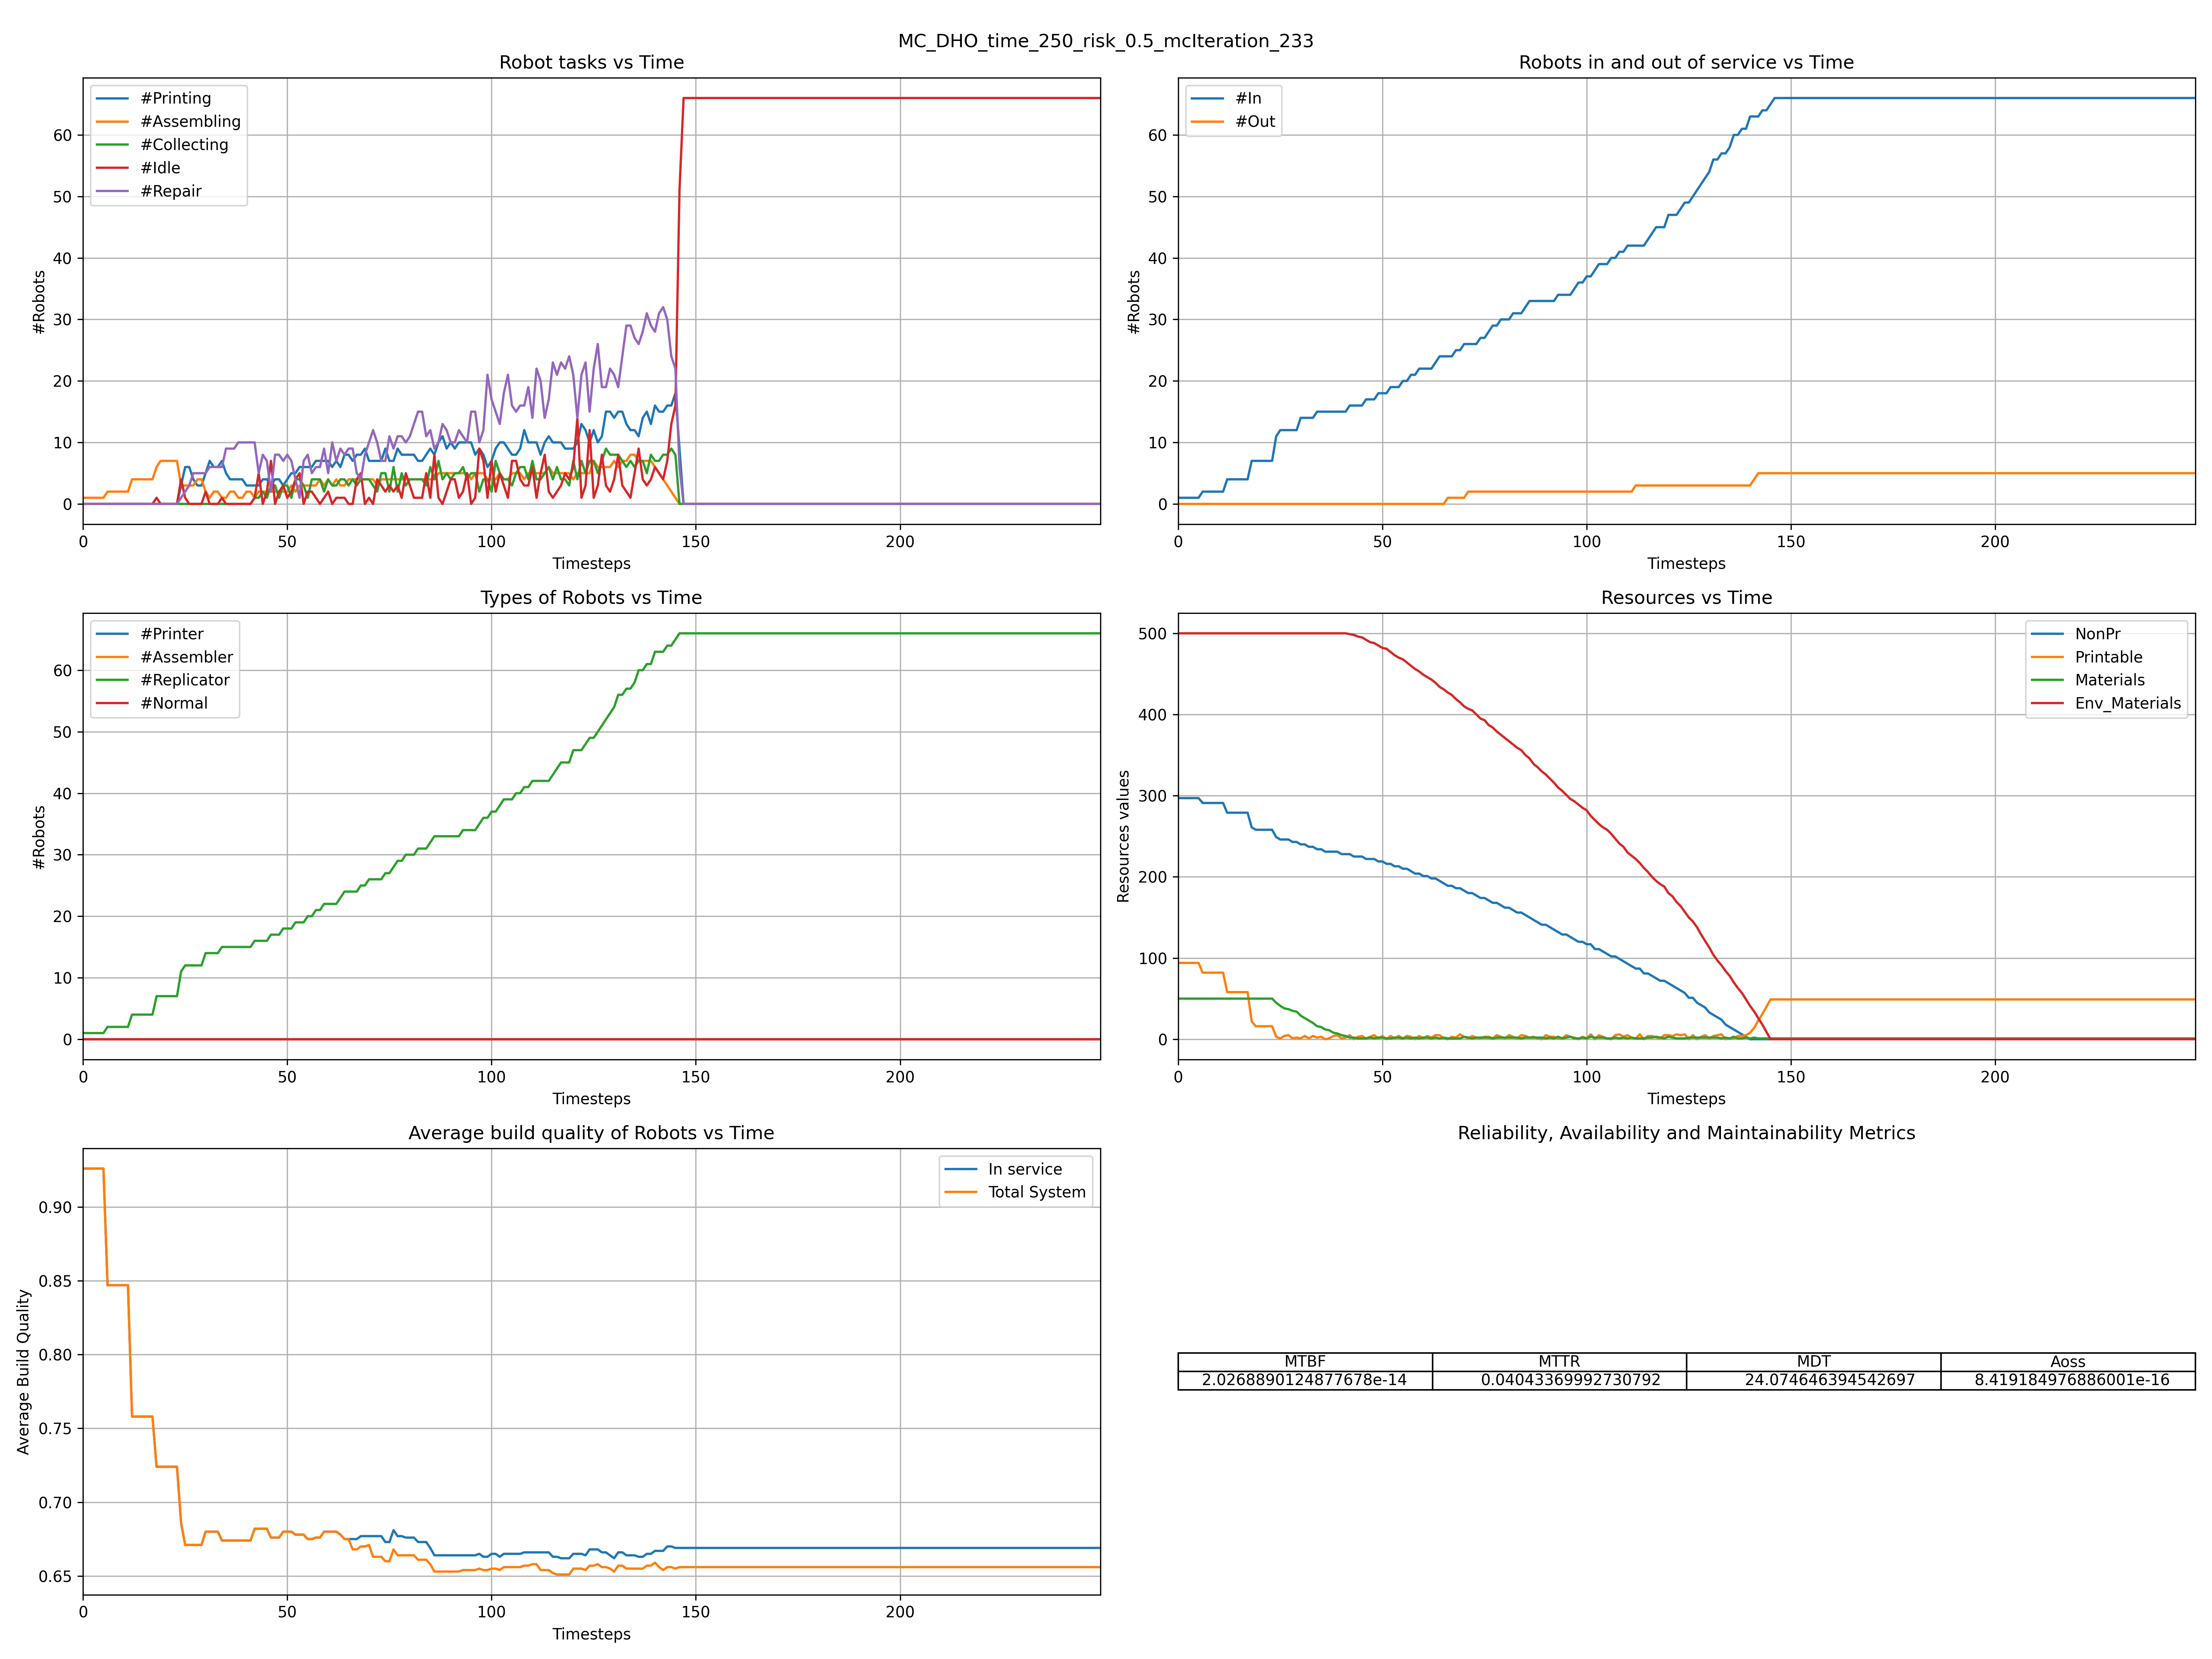 MC_DHO_time_250_risk_0.5_mcIteration_233
Robot tasks vs Time
#Printing
#Assembling
#Collecting
#Idle
#Repair
60
50
40
30
20
10
0
#Robots
0 50 100 150 200
Timesteps
Robots in and out of service vs Time
#In
#Out
60
50
40
30
20
10
0
#Robots
0 50 100 150 200
Timesteps
Types of Robots vs Time
#Printer
#Assembler
#Replicator
#Normal
60
50
40
30
20
10
0
#Robots
0 50 100 150 200
Timesteps
Resources vs Time
NonPr
Printable
Materials
Env_Materials
500
400
300
200
100
0
Resources values
0 50 100 150 200
Timesteps
Average build quality of Robots vs Time
In service
Total System
0.90
0.85
0.80
0.75
0.70
0.65
Average Build Quality
0 50 100 150 200
Timesteps
Reliability, Availability and Maintainability Metrics
MTBF MTTR MDT Aoss
2.0268890124877678e-14 0.04043369992730792 24.074646394542697 8.419184976886001e-16